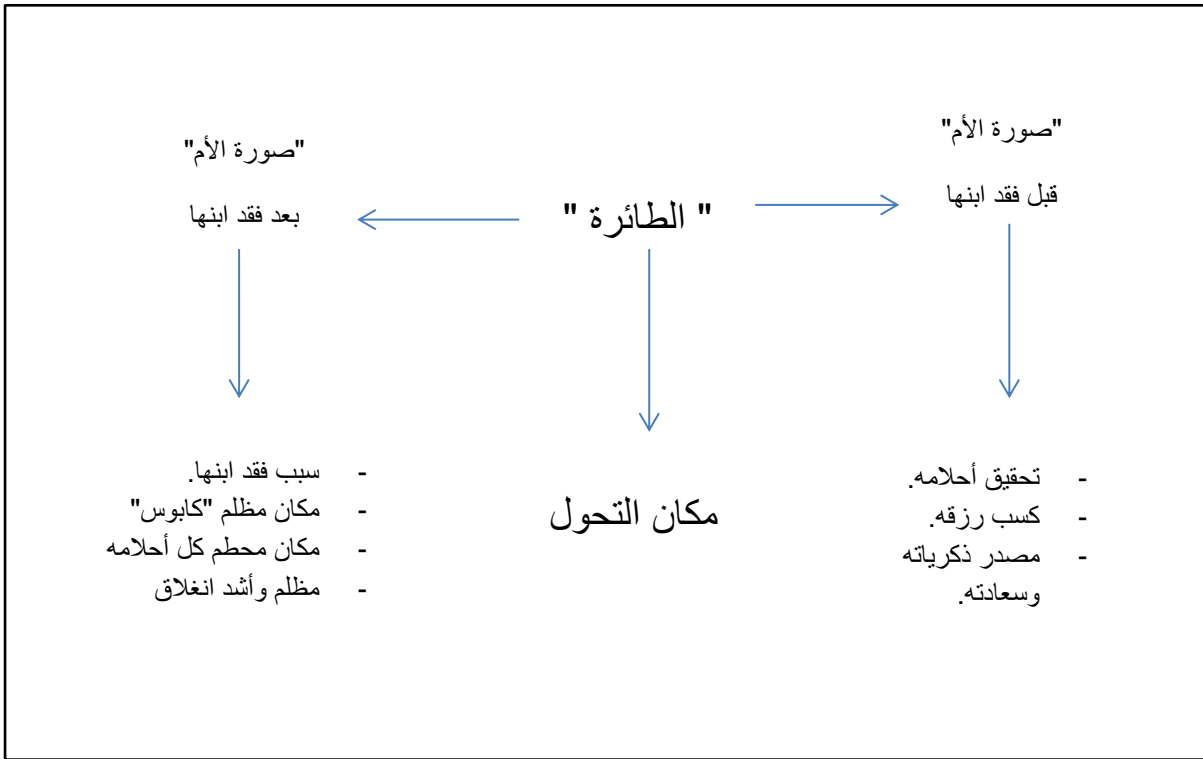 "صورة الأم"
قبل فقد ابنها
" الطائرة "
"صورة الأم"
بعد فقد ابنها
- تحقيق أحلامه.
- كسب رزقه.
- مصدر ذكرياته
وسعادته.
مكان التحول
- سبب فقد ابنها.
- مكان مظلم "كابوس"
- مكان محطم كل أحلامه
- مظلم وأشد انغلاق